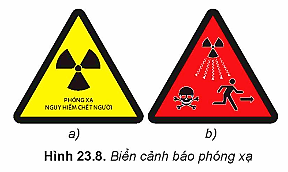 PHÓNG XẠ
NGUY HIỂM CHẾT NGƯỜI
a)
b)
Hình 23.8. Biển cảnh báo phóng xạ